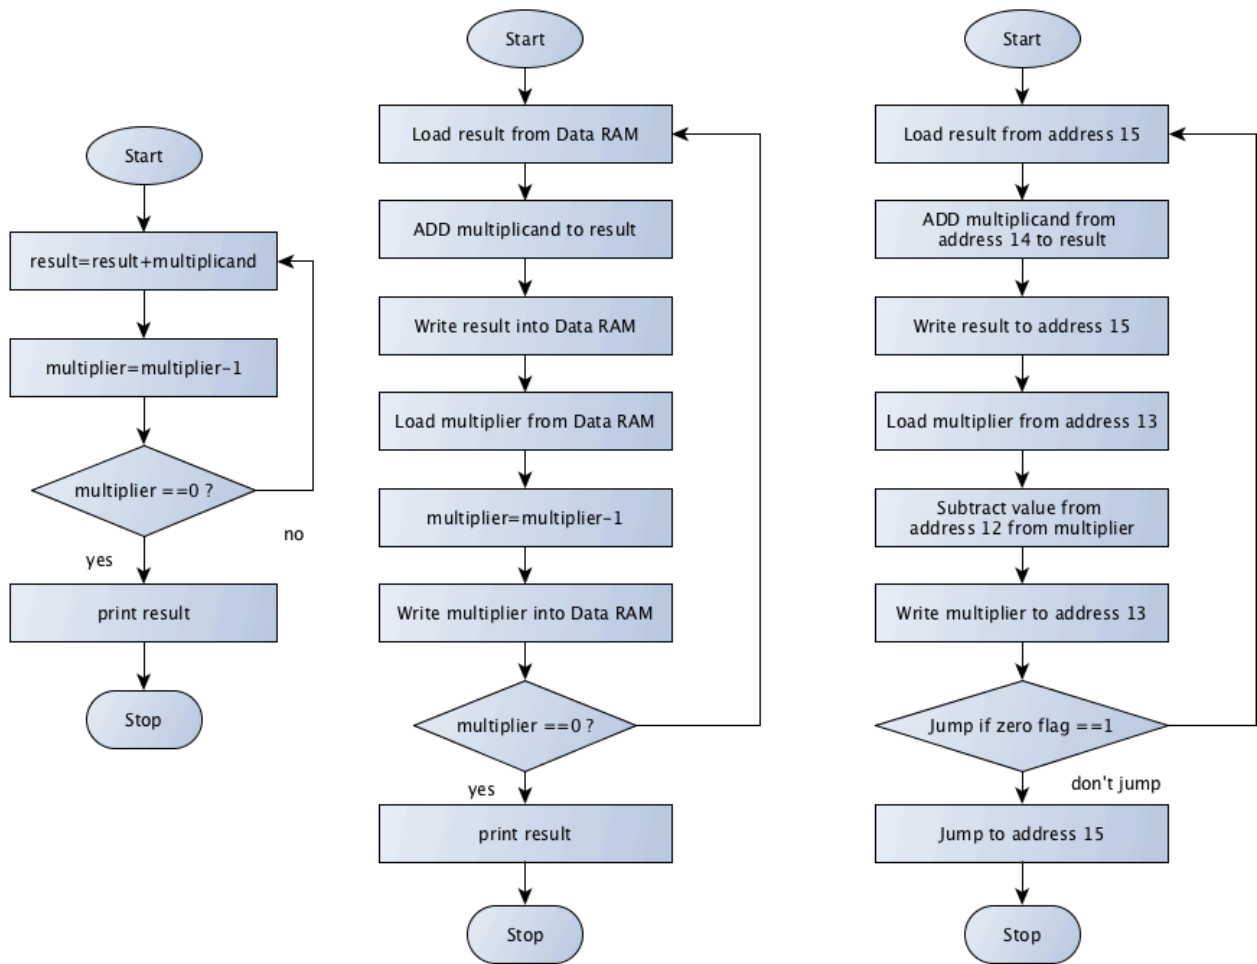 Start
result=result+multiplicand
multiplier=multiplier-1
multiplier ==0 ?
no
yes
print result
Stop
Start
Load result from Data RAM
ADD multiplicand to result
Write result into Data RAM
Load multiplier from Data RAM
multiplier=multiplier-1
Write multiplier into Data RAM
multiplier ==0 ?
yes
print result
Stop
Start
Load result from address 15
ADD multiplicand from
address 14 to result
Write result to address 15
Load multiplier from address 13
Subtract value from
address 12 from multiplier
Write multiplier to address 13
Jump if zero flag ==1
don't jump
Jump to address 15
Stop